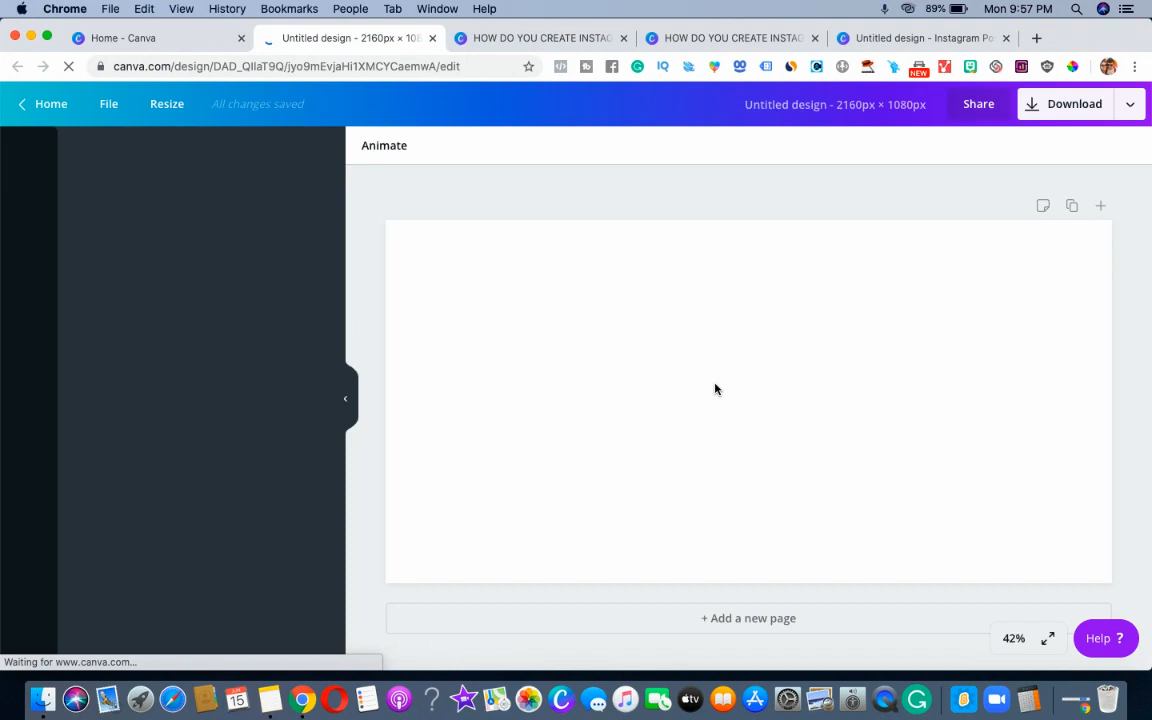 Chrome File Edit View History Bookmarks People Tab Window Help 89% Mon 9:57 PM
Home - Canva Untitled design - 2160px × 108 HOW DO YOU CREATE INSTAG HOW DO YOU CREATE INSTAG Untitled design - Instagram Po
canva.com/design/DAD_QIlaT9Q/jyo9mEvjaHi1XMCYCaemwA/edit
IQ
NEW
Home File Resize All changes saved Untitled design - 2160px × 1080px Share Download
Animate
+ Add a new page
42% Help ?
Waiting for www.canva.com...
15